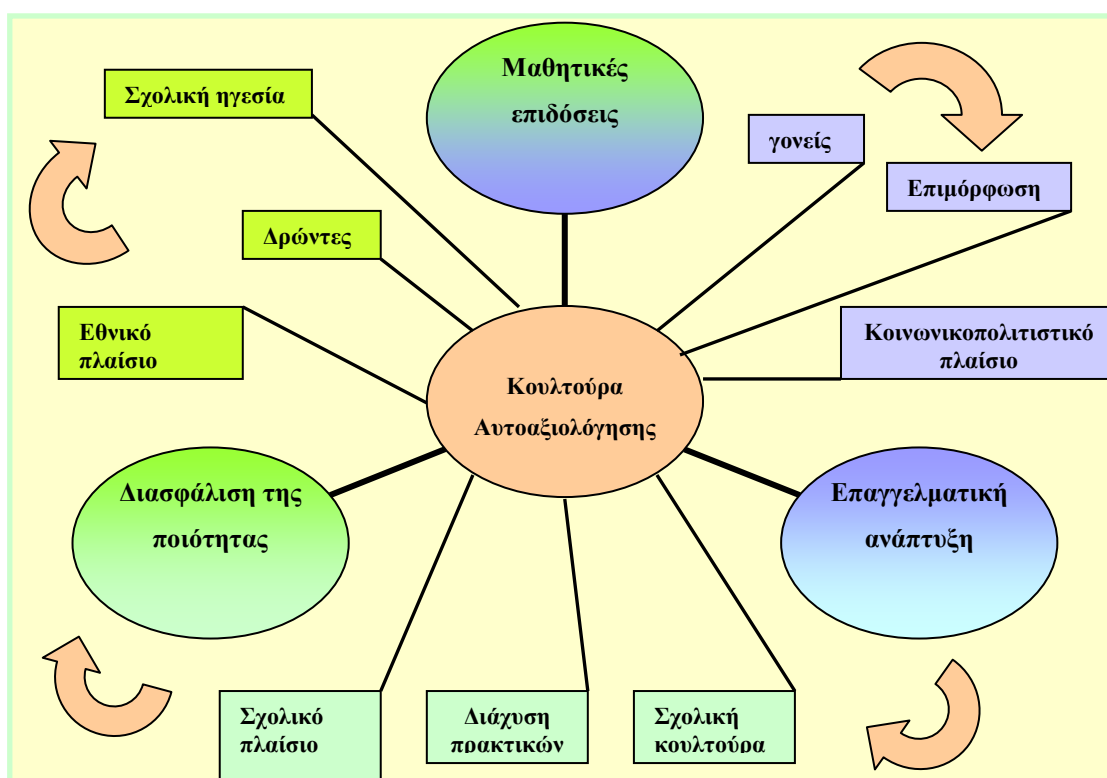 Μαθητικές
επιδόσεις
Σχολική ηγεσία
γονείς
Επιμόρφωση
Δρώντες
Εθνικό
πλαίσιο
Κοινωνικοπολιτιστικό
πλαίσιο
Κουλτούρα
Αυτοαξιολόγησης
Διασφάλιση της
ποιότητας
Επαγγελματική
ανάπτυξη
Σχολικό
πλαίσιο
Διάχυση
πρακτικών
Σχολική
κουλτούρα